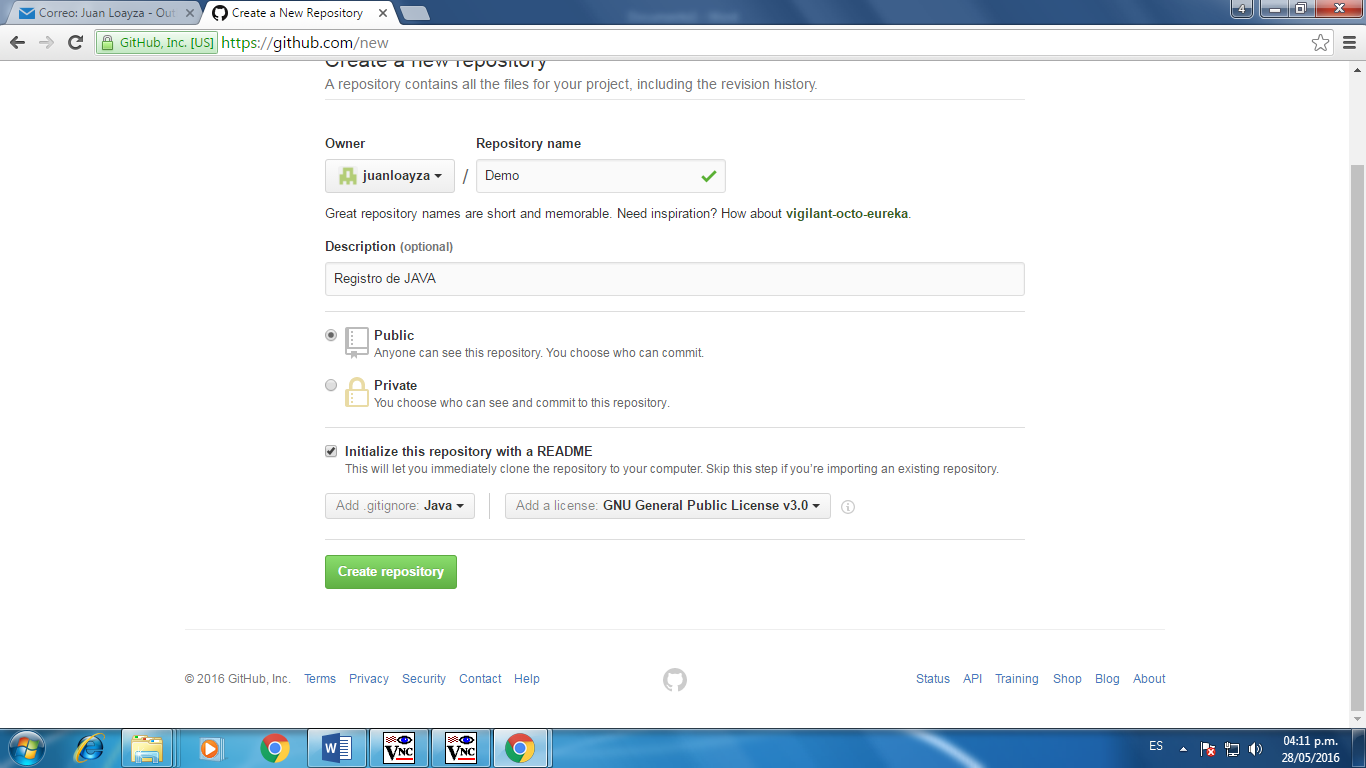 Correo: Juan Loayza - Out
Create a New Repository
4
GitHub, Inc. [US] https://github.com/new
Create a new repository
A repository contains all the files for your project, including the revision history.
Owner Repository name
juanloayza / Demo
Great repository names are short and memorable. Need inspiration? How about vigilant-octo-eureka.
Description (optional)
Registro de JAVA
Public
Anyone can see this repository. You choose who can commit.
Private
You choose who can see and commit to this repository.
Initialize this repository with a README
This will let you immediately clone the repository to your computer. Skip this step if you're importing an existing repository.
Add .gitignore: Java Add a license: GNU General Public License v3.0
Create repository
© 2016 GitHub, Inc. Terms Privacy Security Contact Help Status API Training Shop Blog About
W VNC VNC
ES 04:11 p.m.
28/05/2016